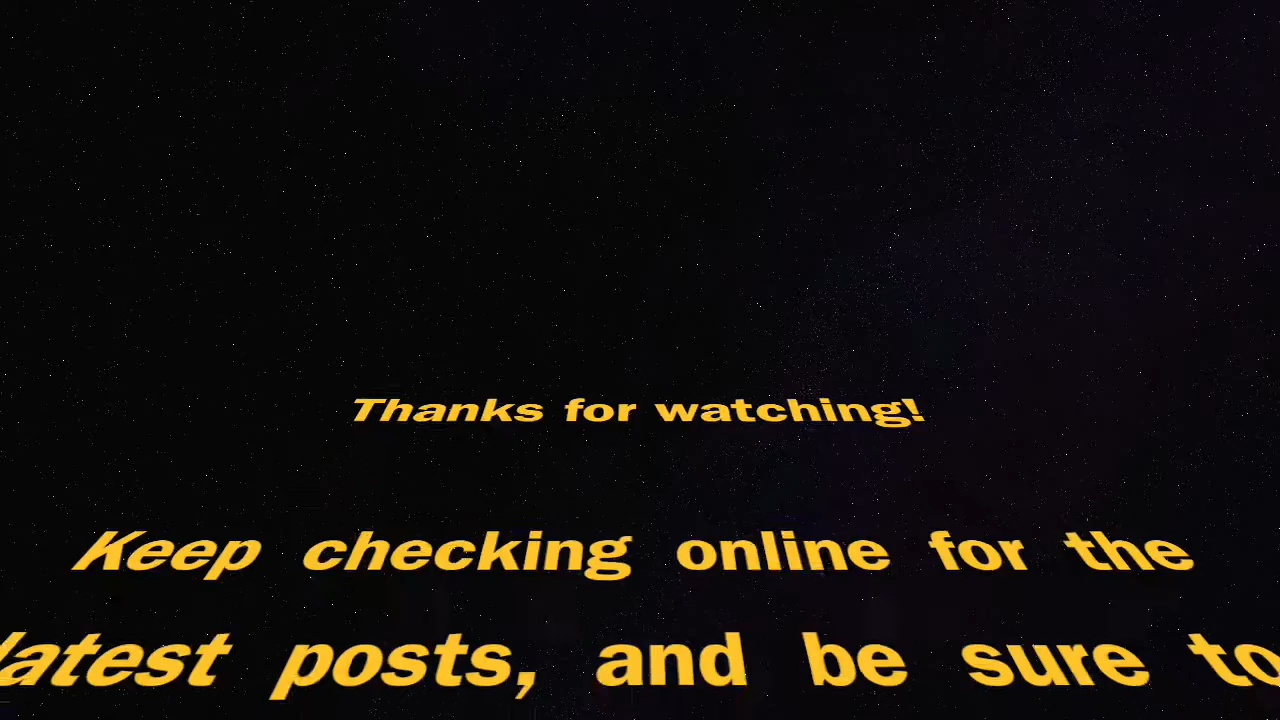 Thanks for watching!
Keep checking online for the
latest posts, and be sure to